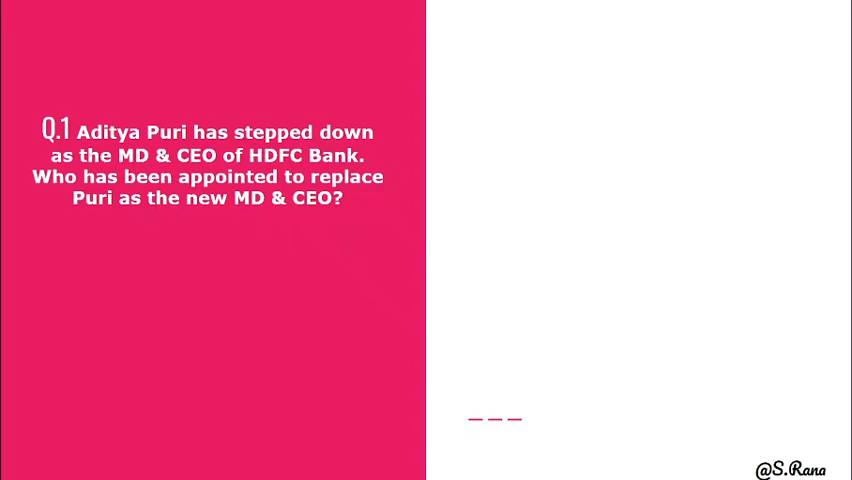 Q.1 Aditya Puri has stepped down
as the MD & CEO of HDFC Bank.
Who has been appointed to replace
Puri as the new MD & CEO?
@S.Rana